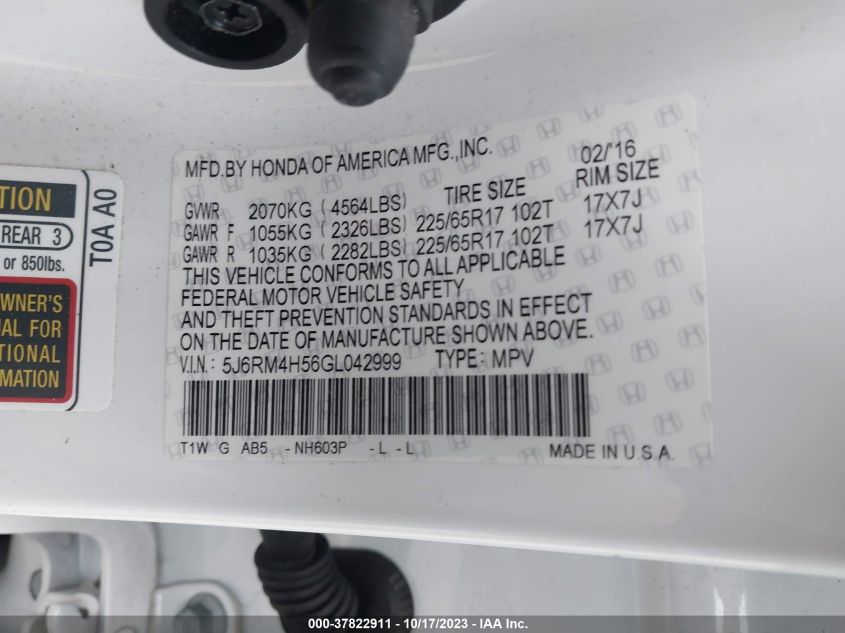 MFD.BY HONDA OF AMERICA MFG.,INC. 02/'16
TIRE SIZE RIM SIZE
GVWR 2070KG ( 4564LBS)
GAWR F 1055KG ( 2326LBS) 225/65R17 102T 17X7J
GAWR R 1035KG ( 2282LBS) 225/65R17 102T 17X7J
THIS VEHICLE CONFORMS TO ALL APPLICABLE
FEDERAL MOTOR VEHICLE SAFETY
AND THEFT PREVENTION STANDARDS IN EFFECT
ON THE DATE OF MANUFACTURE SHOWN ABOVE.
V.I.N.: 5J6RM4H56GL042999 TYPE: MPV
T1W G AB5 - NH603P - L - L MADE IN U.S.A.
TION
REAR 3
or 850lbs.
T0A A0
WNER'S
UAL FOR
TIONAL
RMATION
000-37822911 - 10/17/2023 - IAA Inc.